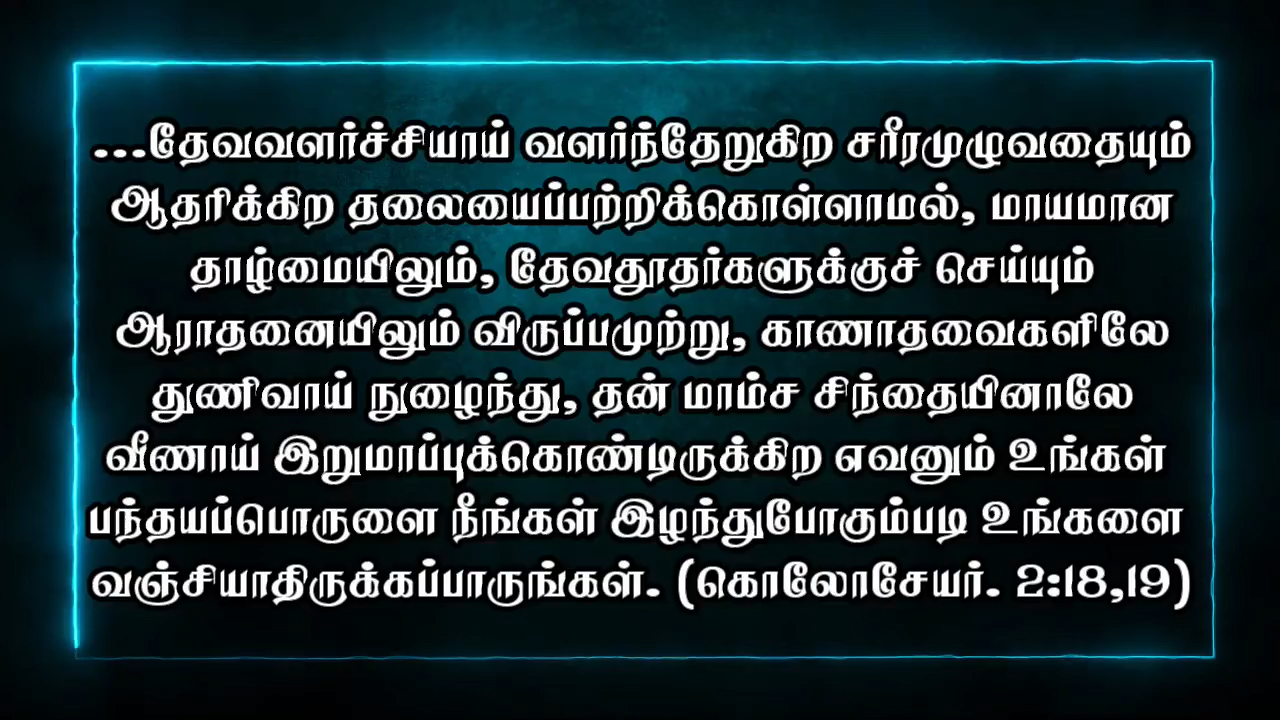 ...தேவவளர்ச்சியாய் வளர்ந்தேறுகிற சரீரமுழுவதையும்
ஆதரிக்கிற தலையைப்பற்றிக்கொள்ளாமல், மாயமான
தாழ்மையிலும், தேவதூதர்களுக்குச் செய்யும்
ஆராதனையிலும் விருப்பமுற்று, காணாதவைகளிலே
துணிவாய் நுழைந்து, தன் மாம்ச சிந்தையினாலே
வீணாய் இறுமாப்புக்கொண்டிருக்கிற எவனும் உங்கள்
பந்தயப்பொருளை நீங்கள் இழந்துபோகும்படி உங்களை
வஞ்சியாதிருக்கப்பாருங்கள். (கொலோசேயர். 2:18,19)